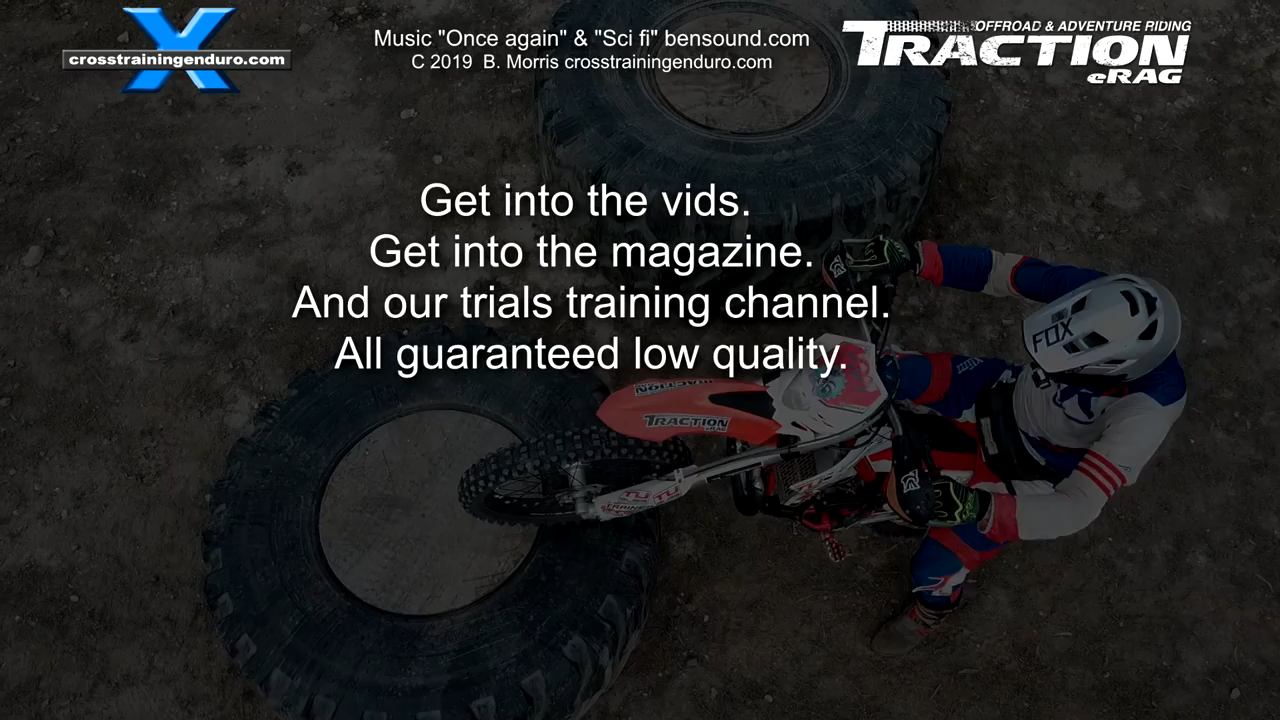 X
crosstrainingenduro.com
Music "Once again" & "Sci fi" bensound.com
C 2019 B. Morris crosstrainingenduro.com
OFFROAD & ADVENTURE RIDING
TRACTION
eRAG
Get into the vids.
Get into the magazine.
And our trials training channel.
All guaranteed low quality.
FOX
TRACTION
TRACTION
eRAG